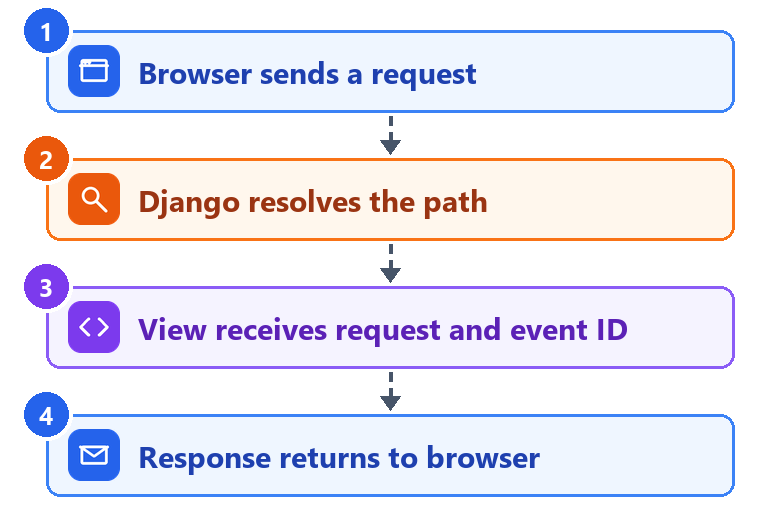 1
Browser sends a request
2
Django resolves the path
3
View receives request and event ID
4
Response returns to browser